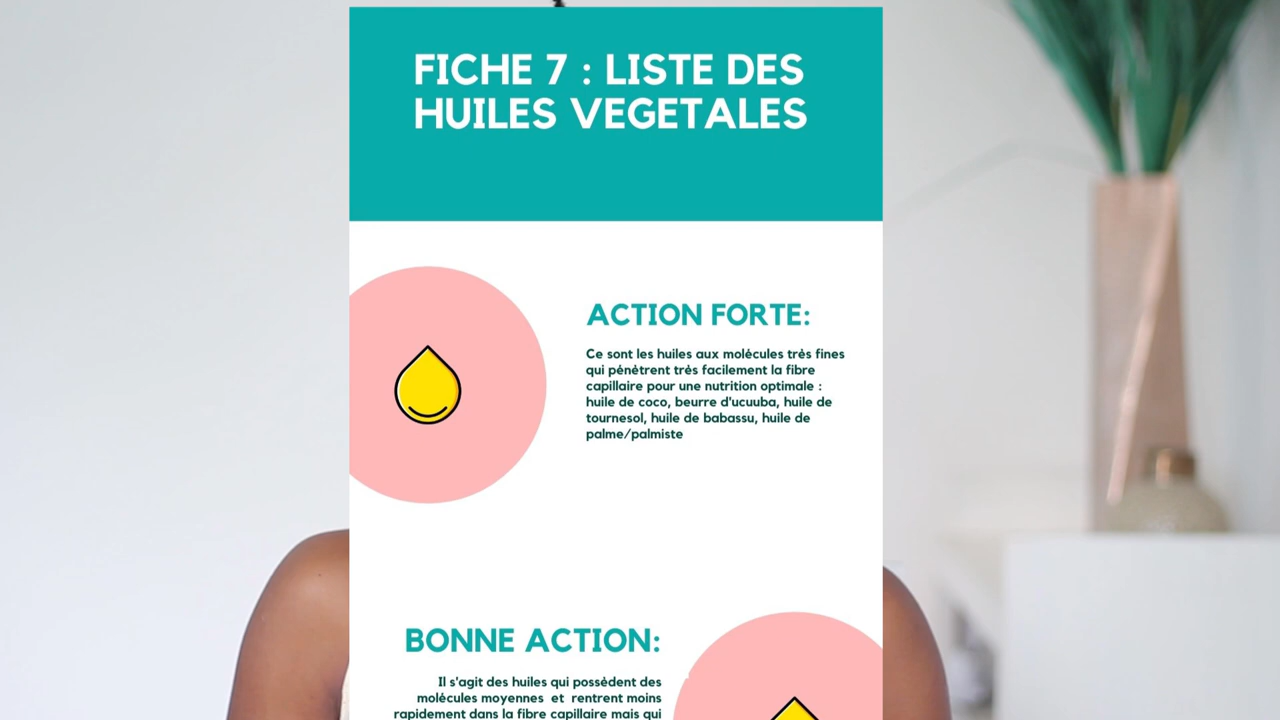 FICHE 7 : LISTE DES
HUILES VEGETALES
ACTION FORTE:
Ce sont les huiles aux molécules très fines
qui pénètrent très facilement la fibre
capillaire pour une nutrition optimale :
huile de coco, beurre d'ucuuba, huile de
tournesol, huile de babassu, huile de
palme/palmiste
BONNE ACTION:
Il s'agit des huiles qui possèdent des
molécules moyennes et rentrent moins
rapidement dans la fibre capillaire mais qui